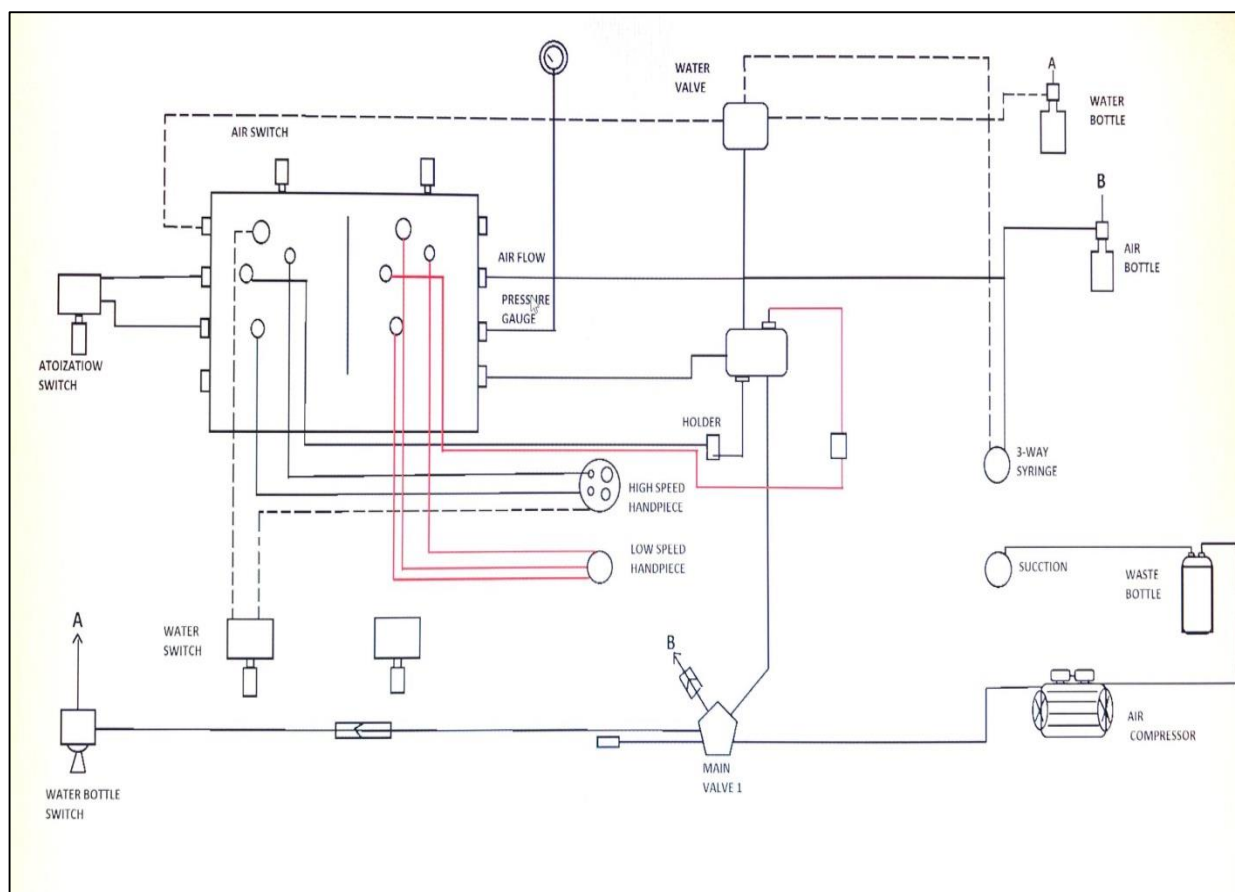 WATER
VALVE
A
WATER
BOTTLE
AIR SWITCH
B
AIR
BOTTLE
AIR FLOW
PRESSURE
GAUGE
ATOIZATIOW
SWITCH
HOLDER
3-WAY
SYRINGE
HIGH SPEED
HANDPIECE
LOW SPEED
HANDPIECE
SUCCTION
WASTE
BOTTLE
A
WATER
SWITCH
B
AIR
COMPRESSOR
MAIN
VALVE 1
WATER BOTTLE
SWITCH